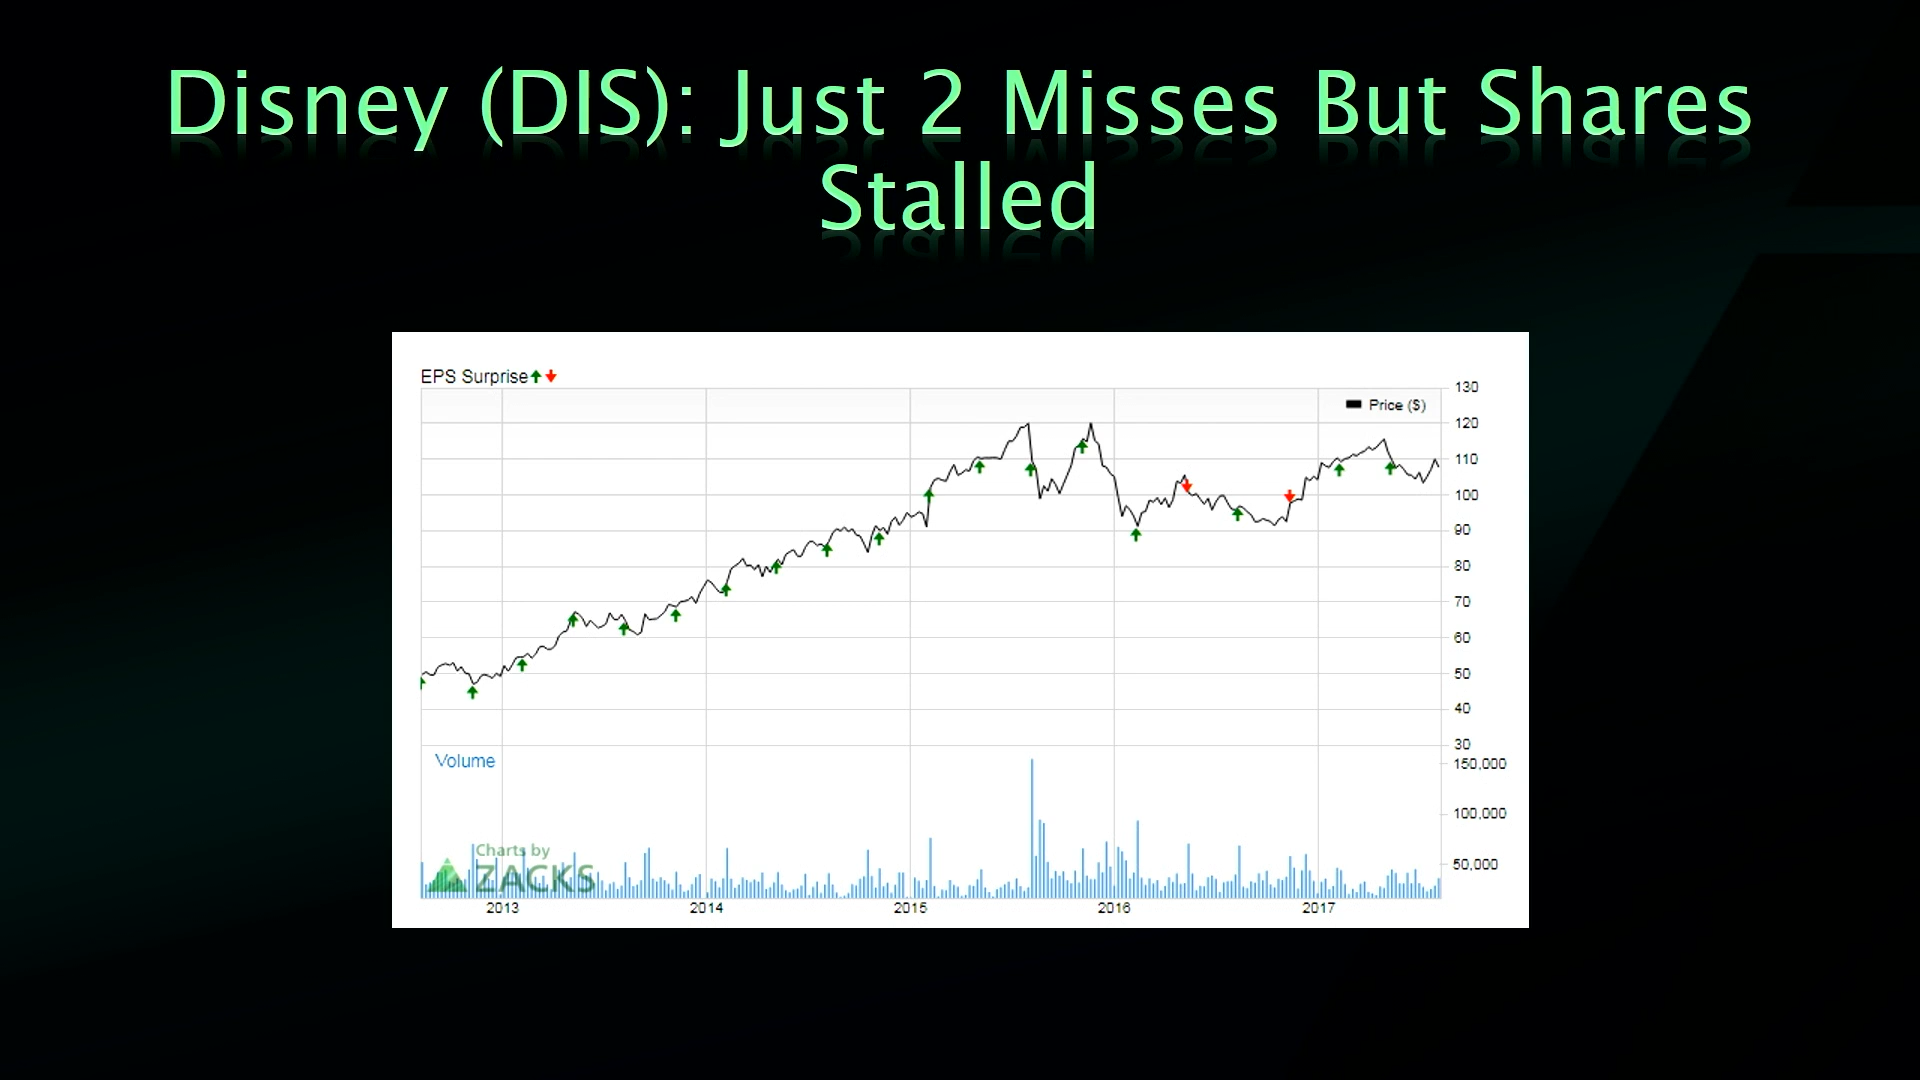 Disney (DIS): Just 2 Misses But Shares
Stalled
EPS Surprise
Price ($)
130
120
110
100
90
80
70
60
50
40
30
Volume
150,000
100,000
50,000
Charts by
ZACKS
2013 2014 2015 2016 2017